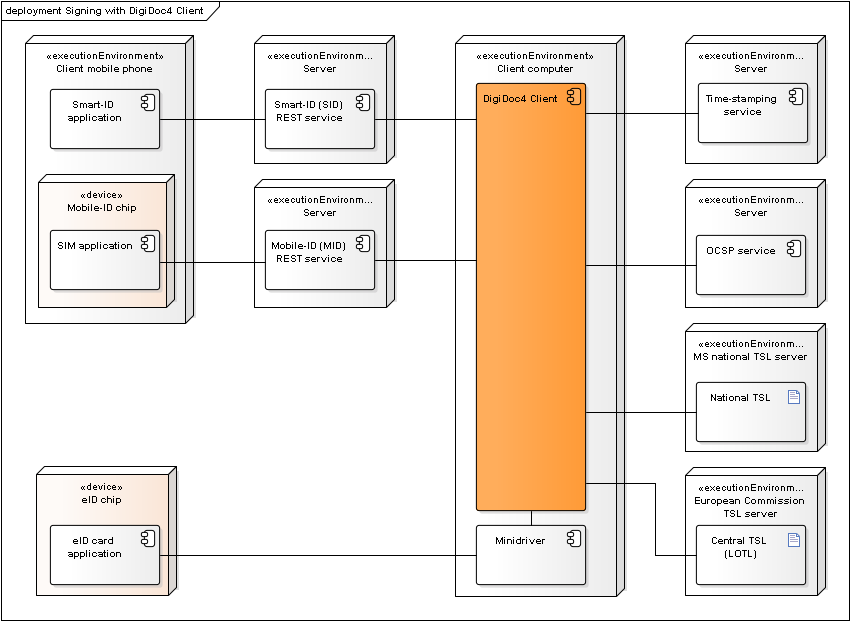 deployment Signing with DigiDoc4 Client
«executionEnvironment»
Client mobile phone
Smart-ID
application
«device»
Mobile-ID chip
SIM application
«executionEnvironm...
Server
Smart-ID (SID)
REST service
«executionEnvironm...
Server
Mobile-ID (MID)
REST service
«executionEnvironment»
Client computer
DigiDoc4 Client
Minidriver
«device»
eID chip
eID card
application
«executionEnvironm...
Server
Time-stamping
service
«executionEnvironm...
Server
OCSP service
«executionEnvironm...
MS national TSL server
National TSL
«executionEnvironm...
European Commission
TSL server
Central TSL
(LOTL)